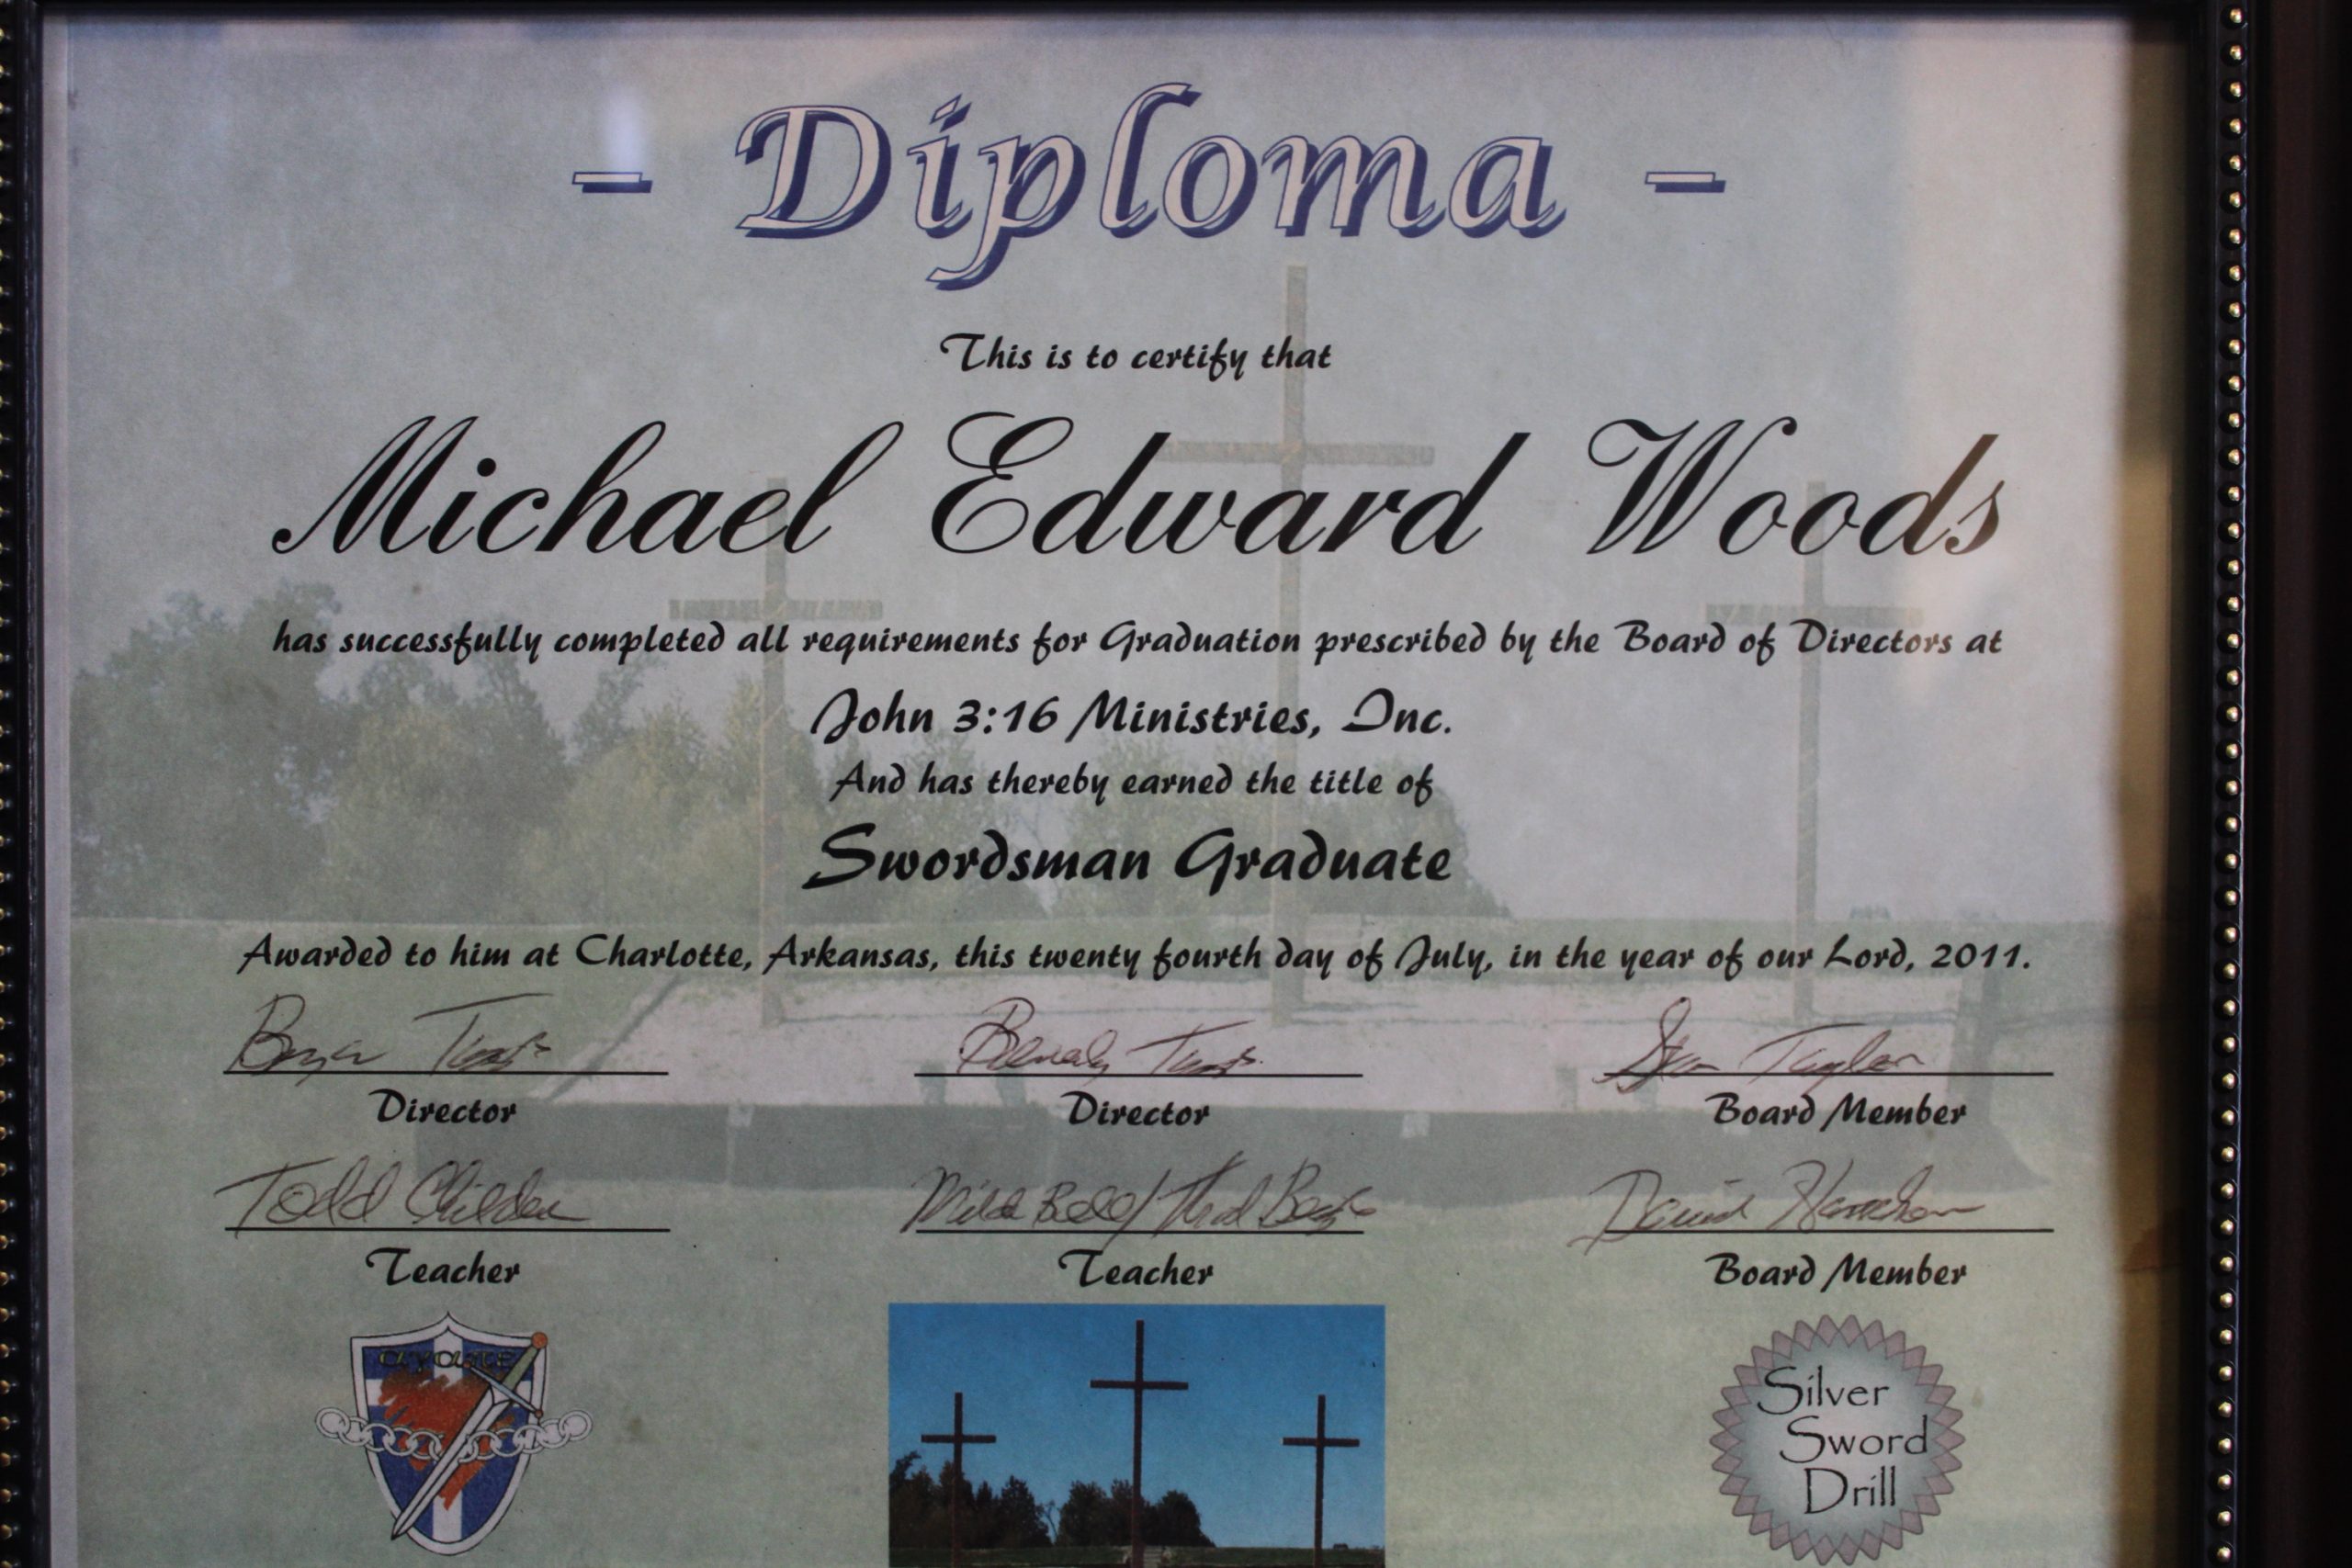 - Diploma -
This is to certify that
Michael Edward Woods
has successfully completed all requirements for Graduation prescribed by the Board of Directors at
John 3:16 Ministries, Inc.
And has thereby earned the title of
Swordsman Graduate
Awarded to him at Charlotte, Arkansas, this twenty fourth day of July, in the year of our Lord, 2011.
Director Director Board Member
Todd
Teacher Teacher Board Member
Silver
Sword
Drill